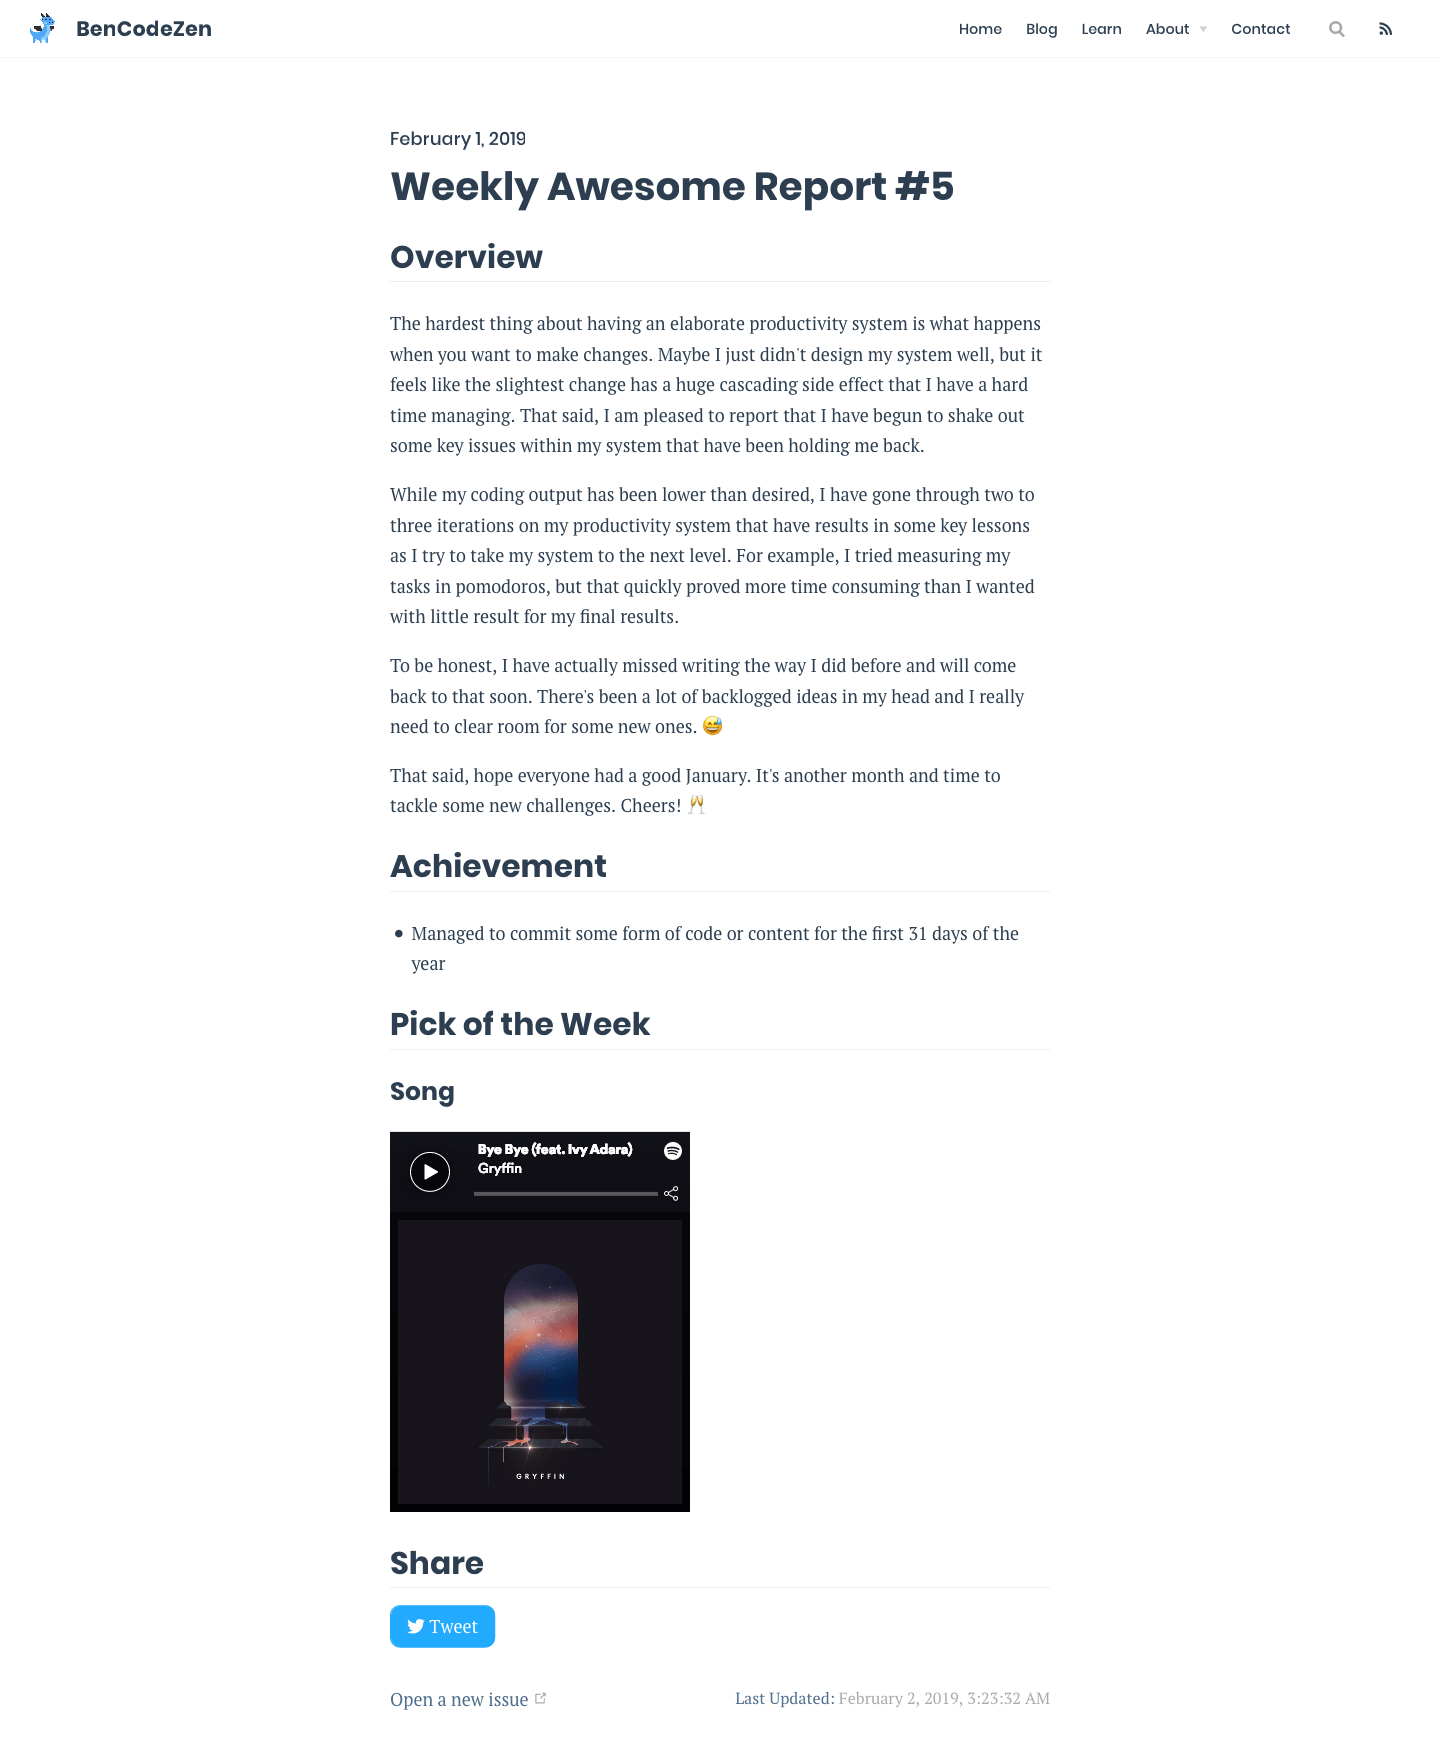 BenCodeZen
Home Blog Learn About Contact
February 1, 2019
Weekly Awesome Report #5
Overview
The hardest thing about having an elaborate productivity system is what happens
when you want to make changes. Maybe I just didn't design my system well, but it
feels like the slightest change has a huge cascading side effect that I have a hard
time managing. That said, I am pleased to report that I have begun to shake out
some key issues within my system that have been holding me back.
While my coding output has been lower than desired, I have gone through two to
three iterations on my productivity system that have results in some key lessons
as I try to take my system to the next level. For example, I tried measuring my
tasks in pomodoros, but that quickly proved more time consuming than I wanted
with little result for my final results.
To be honest, I have actually missed writing the way I did before and will come
back to that soon. There's been a lot of backlogged ideas in my head and I really
need to clear room for some new ones. 😅
That said, hope everyone had a good January. It's another month and time to
tackle some new challenges. Cheers! 🥂
Achievement
• Managed to commit some form of code or content for the first 31 days of the
year
Pick of the Week
Song
Bye Bye (feat. Ivy Adara)
Gryffin
GRYFFIN
Share
Tweet
Open a new issue
Last Updated: February 2, 2019, 3:23:32 AM